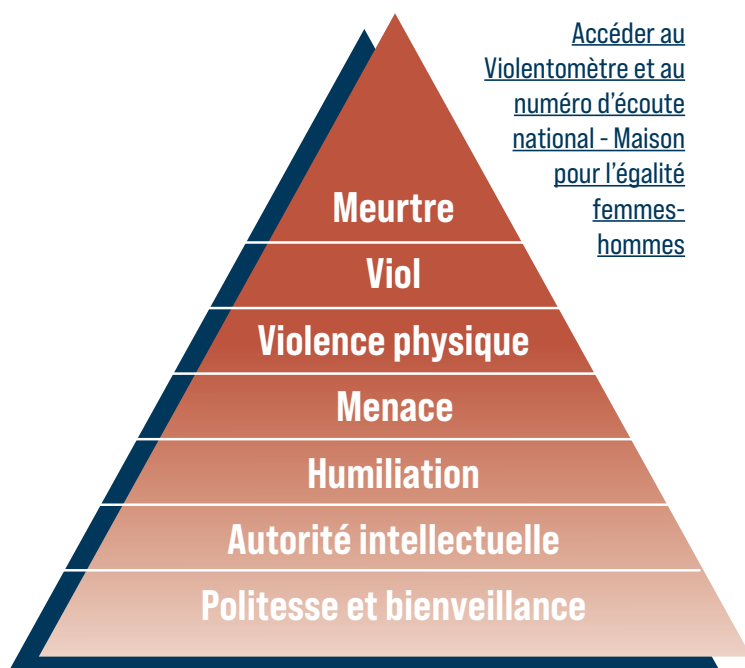 Accéder au
Violentomètre et au
numéro d'écoute
national - Maison
pour l'égalité
femmes-
hommes
Meurtre
Viol
Violence physique
Menace
Humiliation
Autorité intellectuelle
Politesse et bienveillance